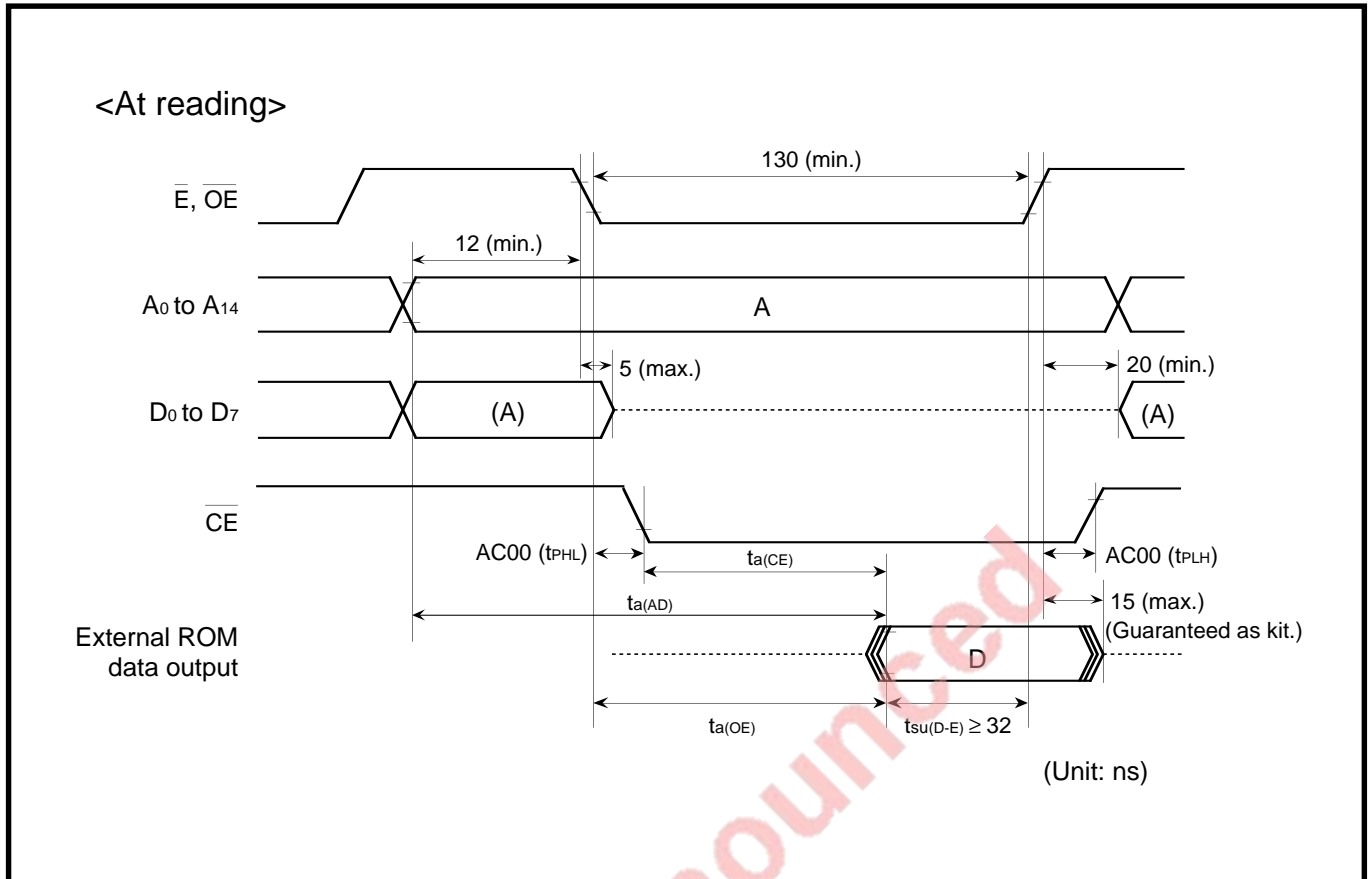 <At reading>
E, OE
130 (min.)
12 (min.)
A0 to A14
A
5 (max.)
20 (min.)
D0 to D7
(A)
(A)
CE
AC00 (tPHL)
ta(CE)
AC00 (tPLH)
ta(AD)
15 (max.)
(Guaranteed as kit.)
External ROM
data output
D
ta(OE)
tsu(D-E) ≥ 32
(Unit: ns)